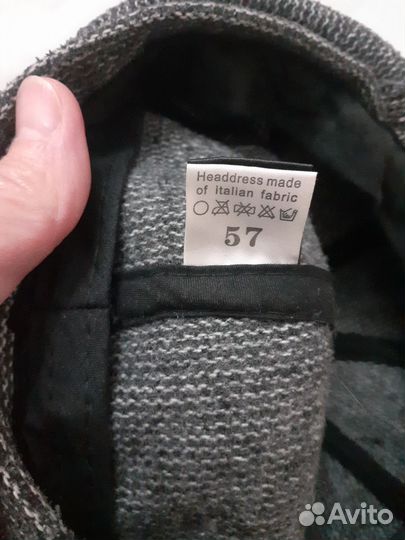 Headdress made
of italian fabric
57
Avito